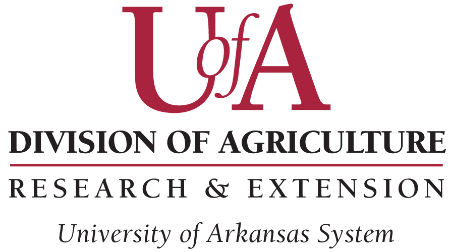 UofA
DIVISION OF AGRICULTURE
RESEARCH & EXTENSION
University of Arkansas System